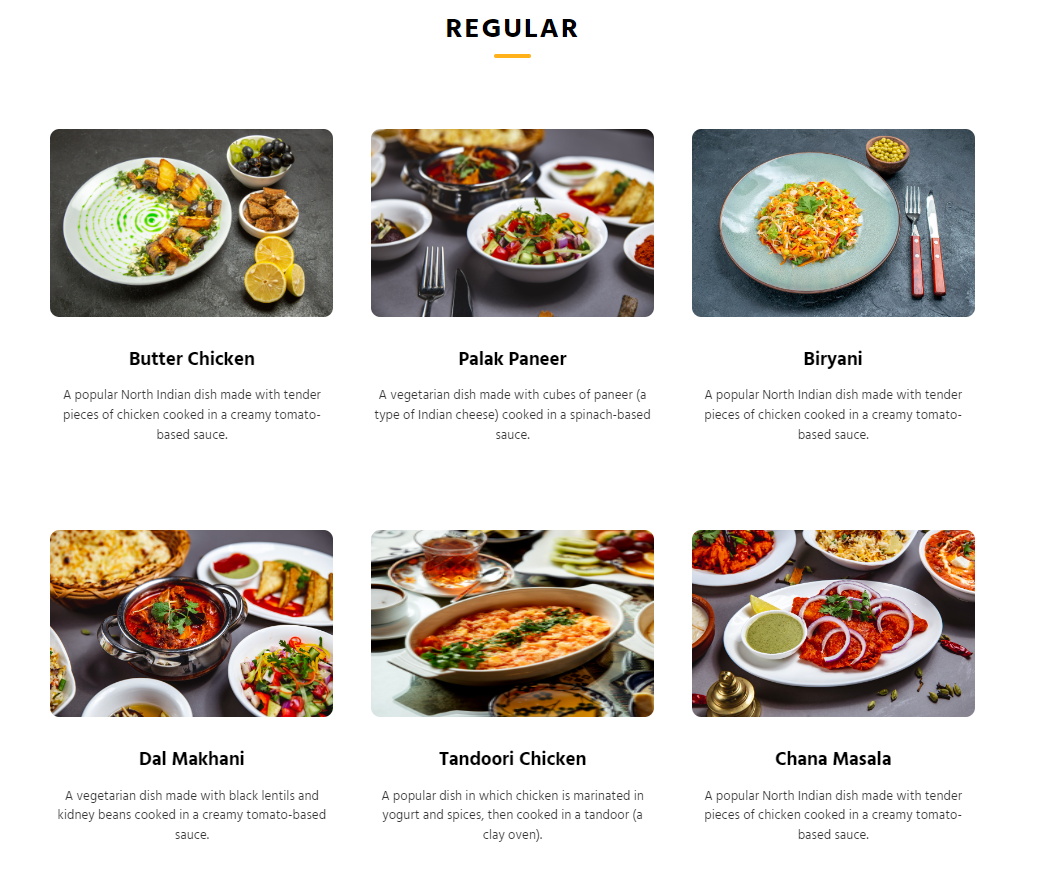 REGULAR
Butter Chicken
A popular North Indian dish made with tender
pieces of chicken cooked in a creamy tomato-
based sauce.
Palak Paneer
A vegetarian dish made with cubes of paneer (a
type of Indian cheese) cooked in a spinach-based
sauce.
Biryani
A popular North Indian dish made with tender
pieces of chicken cooked in a creamy tomato-
based sauce.
Dal Makhani
A vegetarian dish made with black lentils and
kidney beans cooked in a creamy tomato-based
sauce.
Tandoori Chicken
A popular dish in which chicken is marinated in
yogurt and spices, then cooked in a tandoor (a
clay oven).
Chana Masala
A popular North Indian dish made with tender
pieces of chicken cooked in a creamy tomato-
based sauce.